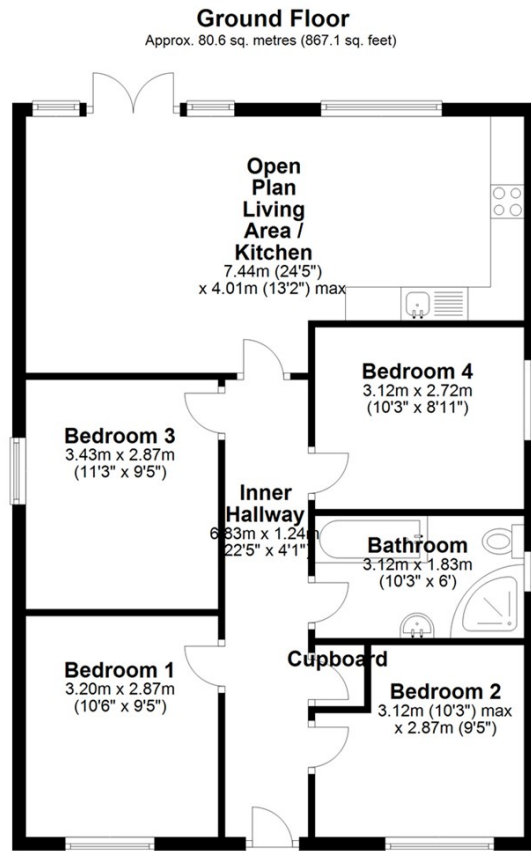 Ground Floor
Approx. 80.6 sq. metres (867.1 sq. feet)
Open
Plan
Living
Area /
Kitchen
7.44m (24'5")
x 4.01m (13'2") max
Bedroom 4
3.12m x 2.72m
(10'3" x 8'11")
Bedroom 3
3.43m x 2.87m
(11'3" x 9'5")
Inner
Hallway
6.83m x 1.24m
(22'5" x 4'1")
Bathroom
3.12m x 1.83m
(10'3" x 6')
Cupboard
Bedroom 1
3.20m x 2.87m
(10'6" x 9'5")
Bedroom 2
3.12m (10'3") max
x 2.87m (9'5")